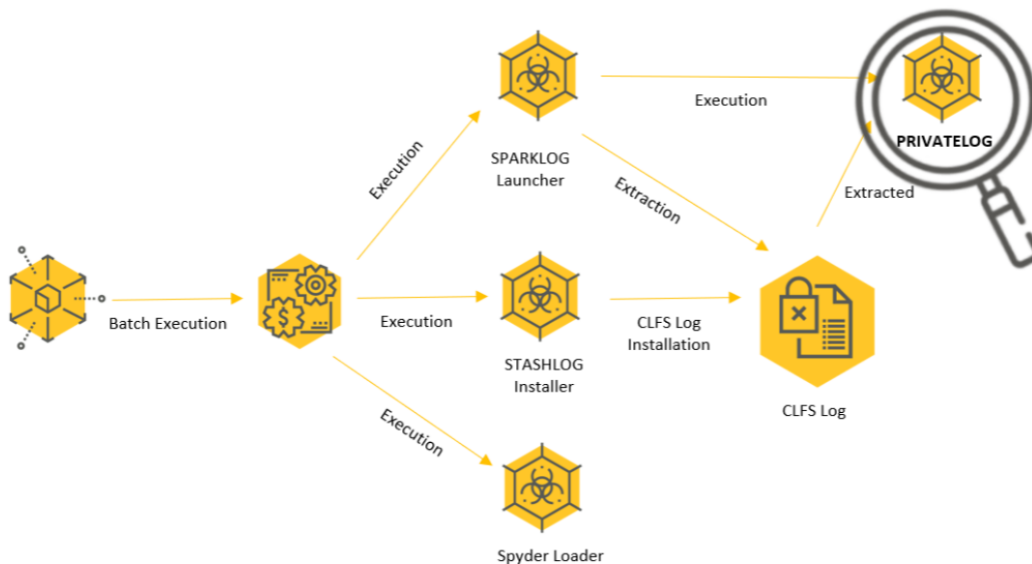 Execution
PRIVATELOG
Execution
SPARKLOG
Launcher
Extraction
Extracted
Batch Execution
Execution
CLFS Log
Installation
STASHLOG
Installer
CLFS Log
Execution
Spyder Loader